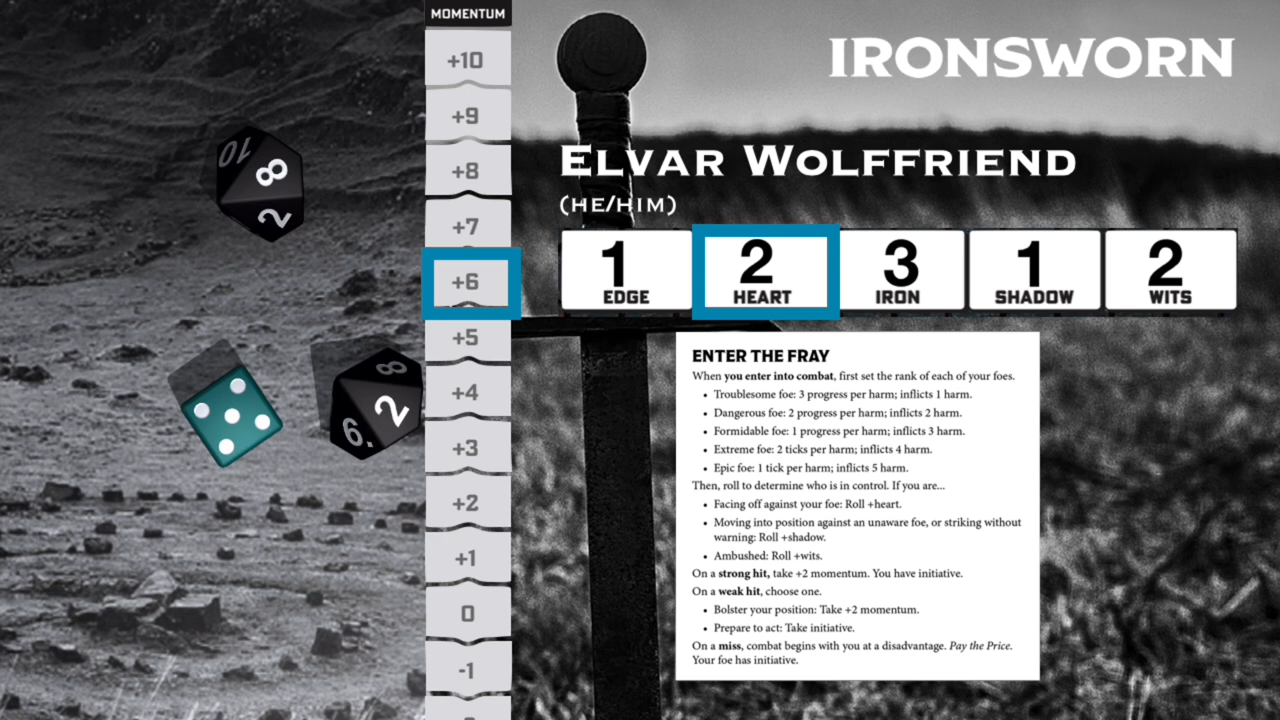 MOMENTUM
+10
+9
+8
+7
+6
+5
+4
+3
+2
+1
0
-1
10
8
2
8
2
6.
IRONSWORN
ELVAR WOLFFRIEND
(HE/HIM)
1 2 3 1 2
EDGE HEART IRON SHADOW WITS
ENTER THE FRAY
When you enter into combat, first set the rank of each of your foes.
• Troublesome foe: 3 progress per harm; inflicts 1 harm.
• Dangerous foe: 2 progress per harm; inflicts 2 harm.
• Formidable foe: 1 progress per harm; inflicts 3 harm.
• Extreme foe: 2 ticks per harm; inflicts 4 harm.
• Epic foe: 1 tick per harm; inflicts 5 harm.
Then, roll to determine who is in control. If you are...
• Facing off against your foe: Roll +heart.
• Moving into position against an unaware foe, or striking without
warning: Roll +shadow.
• Ambushed: Roll +wits.
On a strong hit, take +2 momentum. You have initiative.
On a weak hit, choose one.
• Bolster your position: Take +2 momentum.
• Prepare to act: Take initiative.
On a miss, combat begins with you at a disadvantage. Pay the Price.
Your foe has initiative.